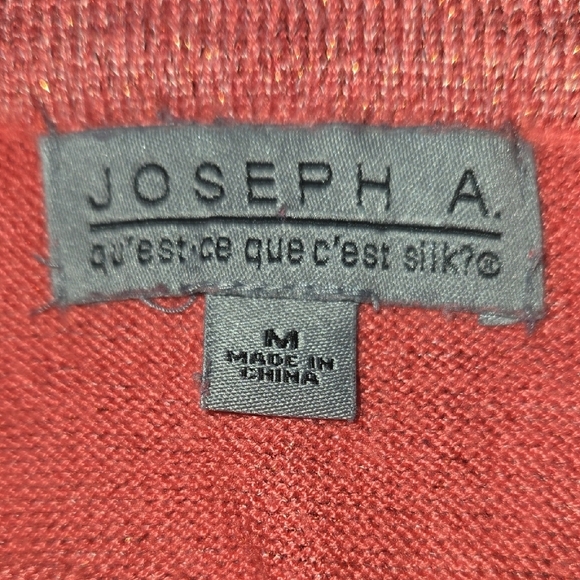 JOSEPH A.
qu'est-ce que c'est silk?®
M
MADE IN
CHINA